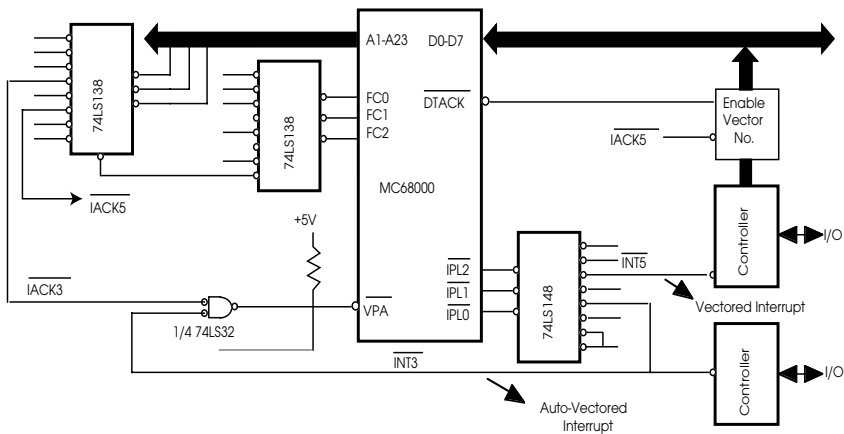 A1-A23
D0-D7
74LS138
74LS138
FC0
FC1
FC2
DTACK
Enable
Vector
No.
IACK5
MC68000
IACK5
+5V
Controller
I/O
IPL2
IPL1
IPL0
INT5
74LS148
IACK3
VPA
Vectored Interrupt
1/4 74LS32
INT3
Controller
I/O
Auto-Vectored
Interrupt